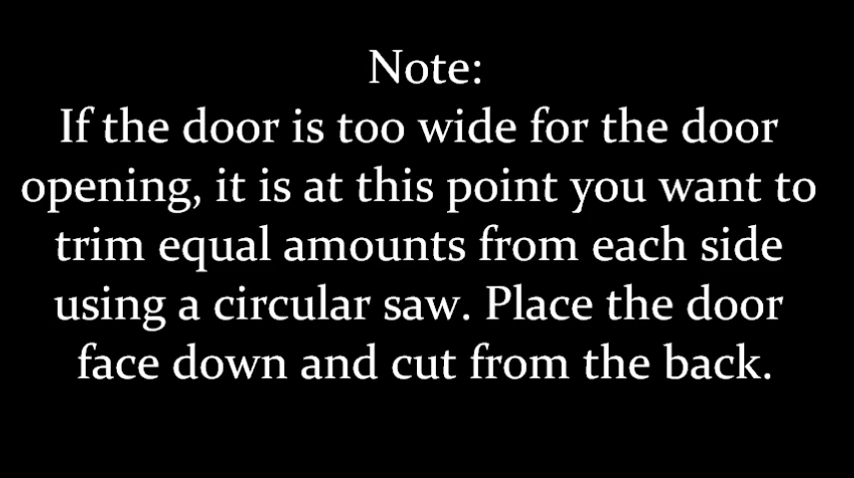 Note:
If the door is too wide for the door
opening, it is at this point you want to
trim equal amounts from each side
using a circular saw. Place the door
face down and cut from the back.